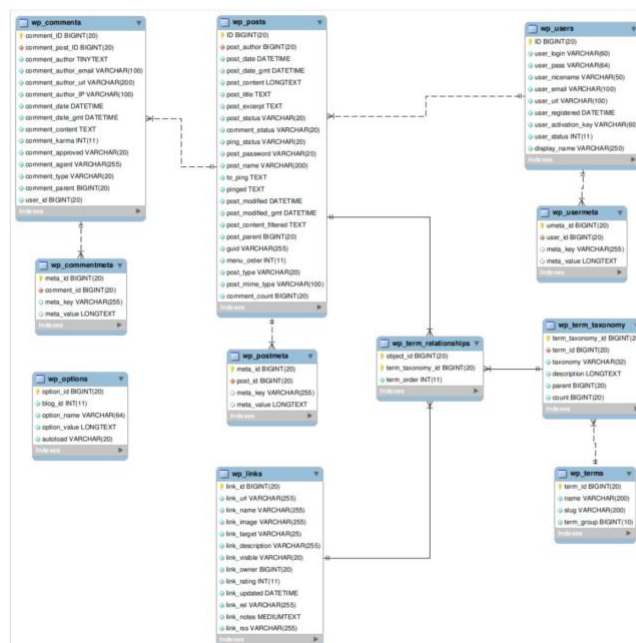 wp_comments
comment_ID BIGINT(20)
comment_post_ID BIGINT(20)
comment_author TINYTEXT
comment_author_email VARCHAR(100)
comment_author_url VARCHAR(200)
comment_author_IP VARCHAR(100)
comment_date DATETIME
comment_date_gmt DATETIME
comment_content TEXT
comment_karma INT(11)
comment_approved VARCHAR(20)
comment_agent VARCHAR(255)
comment_type VARCHAR(20)
comment_parent BIGINT(20)
user_id BIGINT(20)
Indexes
wp_posts
ID BIGINT(20)
post_author BIGINT(20)
post_date DATETIME
post_date_gmt DATETIME
post_content LONGTEXT
post_title TEXT
post_excerpt TEXT
post_status VARCHAR(20)
comment_status VARCHAR(20)
ping_status VARCHAR(20)
post_password VARCHAR(20)
post_name VARCHAR(200)
to_ping TEXT
pinged TEXT
post_modified DATETIME
post_modified_gmt DATETIME
post_content_filtered TEXT
post_parent BIGINT(20)
guid VARCHAR(255)
menu_order INT(11)
post_type VARCHAR(20)
post_mime_type VARCHAR(100)
comment_count BIGINT(20)
Indexes
wp_users
ID BIGINT(20)
user_login VARCHAR(60)
user_pass VARCHAR(64)
user_nicename VARCHAR(50)
user_email VARCHAR(100)
user_url VARCHAR(100)
user_registered DATETIME
user_activation_key VARCHAR(60)
user_status INT(11)
display_name VARCHAR(250)
Indexes
wp_usermeta
umeta_id BIGINT(20)
user_id BIGINT(20)
meta_key VARCHAR(255)
meta_value LONGTEXT
Indexes
wp_commentmeta
meta_id BIGINT(20)
comment_id BIGINT(20)
meta_key VARCHAR(255)
meta_value LONGTEXT
Indexes
wp_term_taxonomy
term_taxonomy_id BIGINT(20)
term_id BIGINT(20)
taxonomy VARCHAR(32)
description LONGTEXT
parent BIGINT(20)
count BIGINT(20)
Indexes
wp_term_relationships
object_id BIGINT(20)
term_taxonomy_id BIGINT(20)
term_order INT(11)
Indexes
wp_postmeta
meta_id BIGINT(20)
post_id BIGINT(20)
meta_key VARCHAR(255)
meta_value LONGTEXT
Indexes
wp_options
option_id BIGINT(20)
blog_id INT(11)
option_name VARCHAR(64)
option_value LONGTEXT
autoload VARCHAR(20)
Indexes
wp_links
link_id BIGINT(20)
link_url VARCHAR(255)
link_name VARCHAR(255)
link_image VARCHAR(255)
link_target VARCHAR(25)
link_description VARCHAR(255)
link_visible VARCHAR(20)
link_owner BIGINT(20)
link_rating INT(11)
link_updated DATETIME
link_rel VARCHAR(255)
link_notes MEDIUMTEXT
link_rss VARCHAR(255)
Indexes
wp_terms
term_id BIGINT(20)
name VARCHAR(200)
slug VARCHAR(200)
term_group BIGINT(10)
Indexes